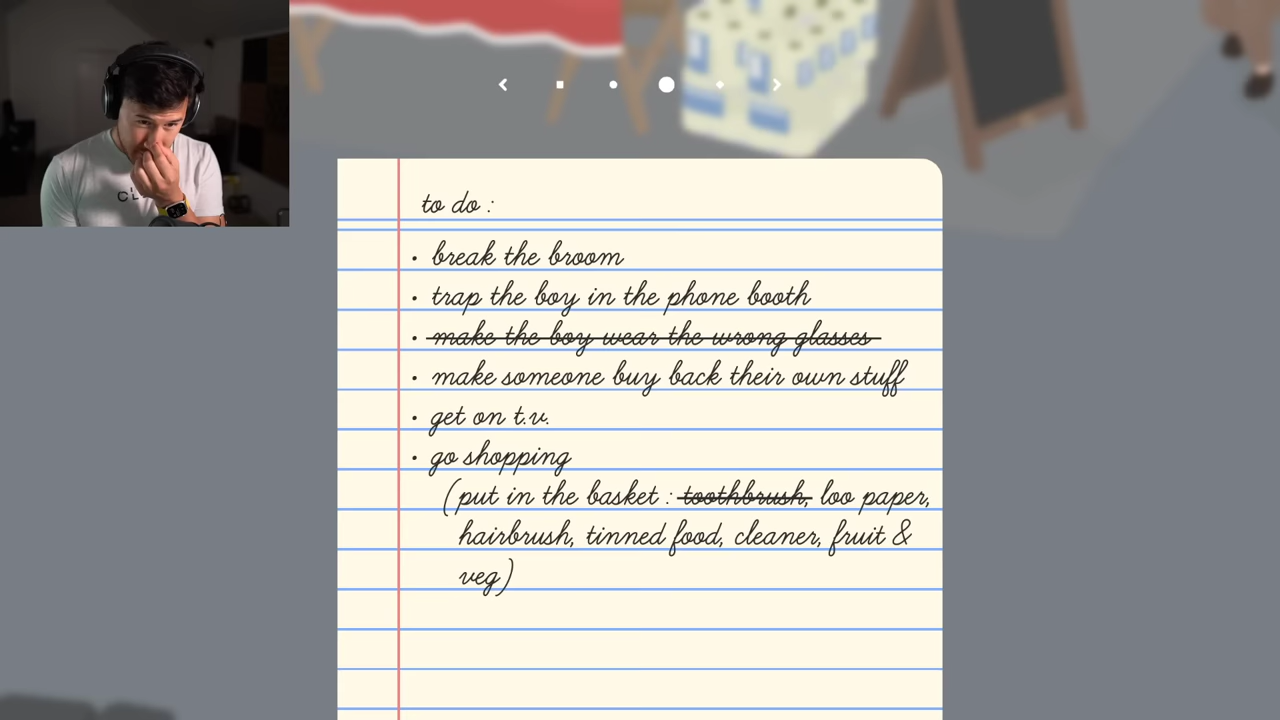 to do :
• break the broom
• trap the boy in the phone booth
• make the boy wear the wrong glasses
• make someone buy back their own stuff
• get on t.v.
• go shopping
(put in the basket : toothbrush, loo paper,
hairbrush, tinned food, cleaner, fruit &
veg)